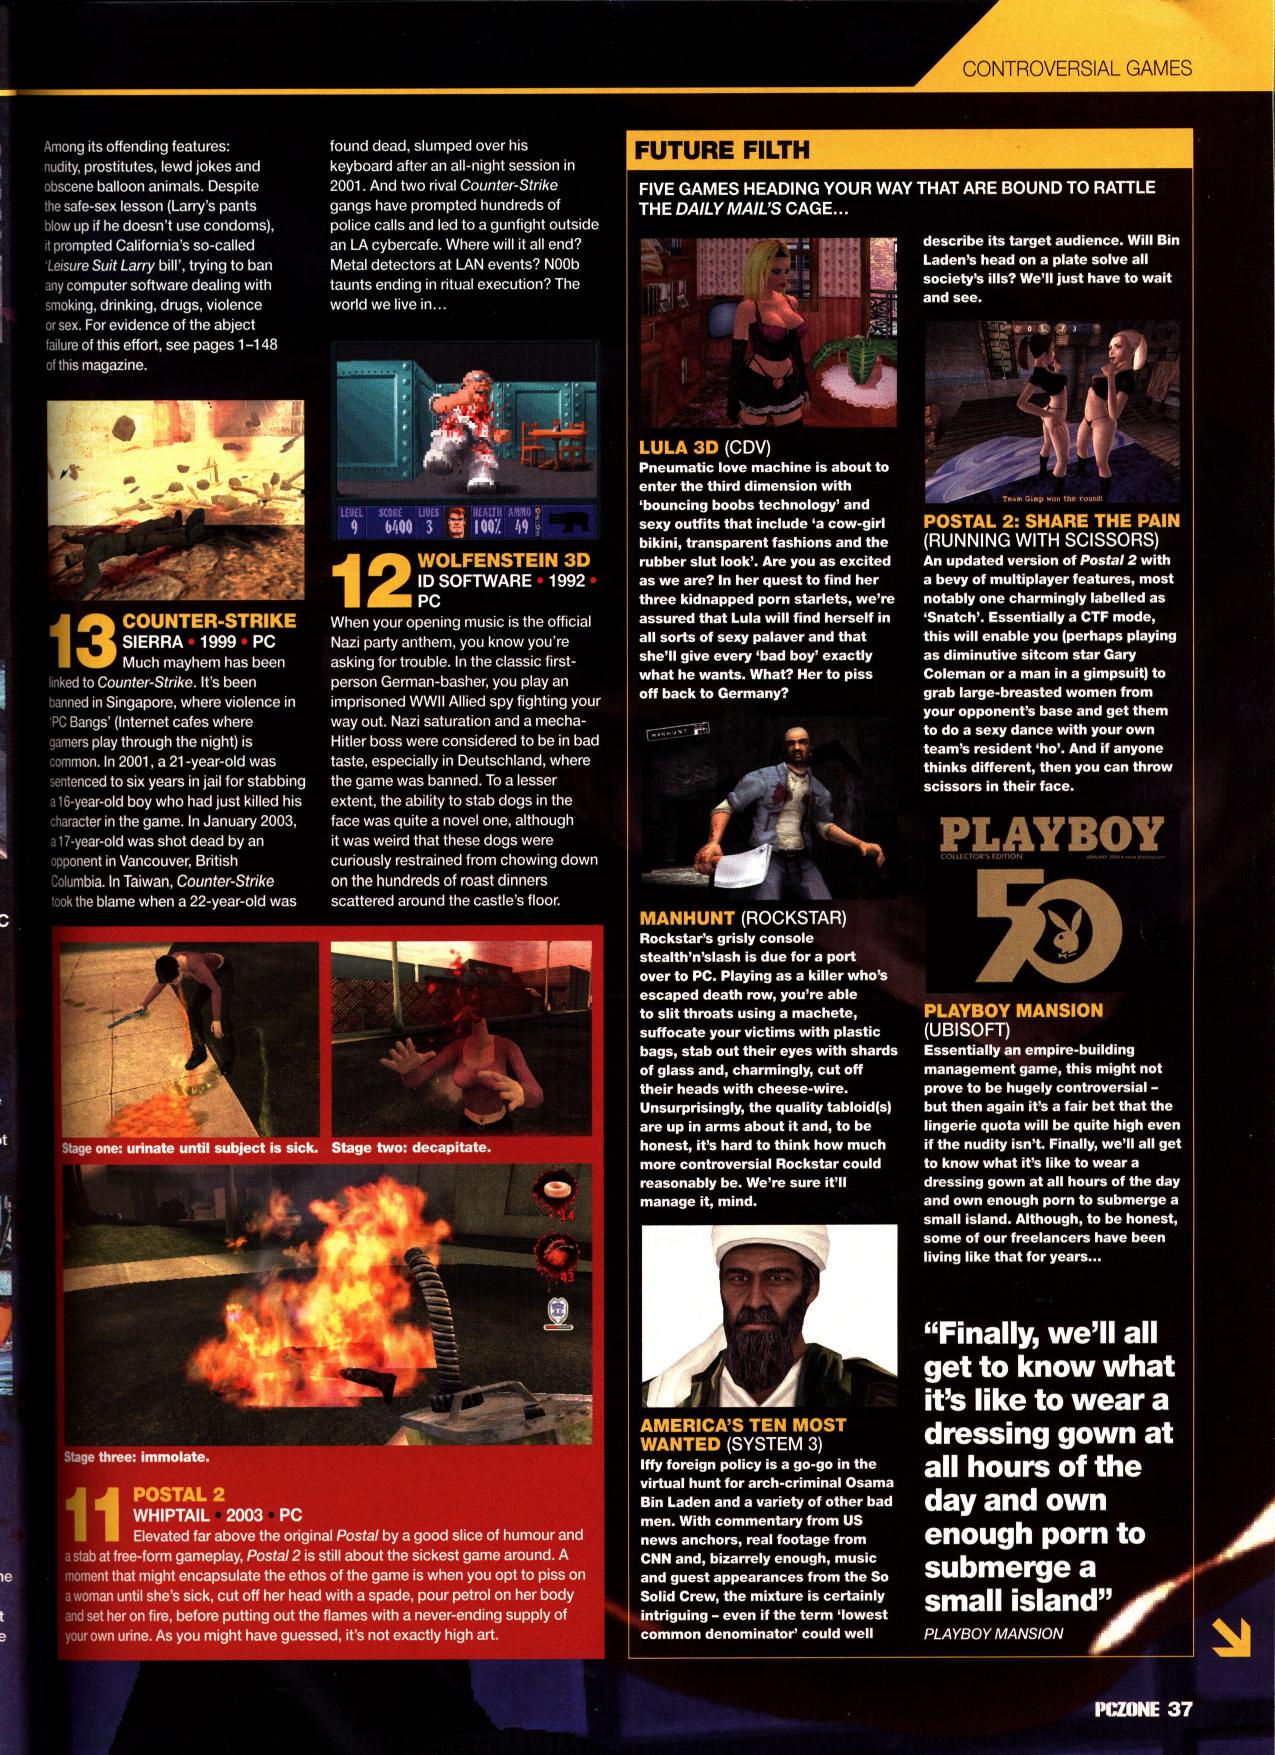 CONTROVERSIAL GAMES
Among its offending features:
nudity, prostitutes, lewd jokes and
obscene balloon animals. Despite
the safe-sex lesson (Larry's pants
blow up if he doesn't use condoms),
it prompted California's so-called
'Leisure Suit Larry bill', trying to ban
any computer software dealing with
smoking, drinking, drugs, violence
or sex. For evidence of the abject
failure of this effort, see pages 1–148
of this magazine.
13 COUNTER-STRIKE
SIERRA • 1999 • PC
Much mayhem has been
linked to Counter-Strike. It's been
banned in Singapore, where violence in
'PC Bangs' (Internet cafes where
gamers play through the night) is
common. In 2001, a 21-year-old was
sentenced to six years in jail for stabbing
a 16-year-old boy who had just killed his
character in the game. In January 2003,
a 17-year-old was shot dead by an
opponent in Vancouver, British
Columbia. In Taiwan, Counter-Strike
took the blame when a 22-year-old was
found dead, slumped over his
keyboard after an all-night session in
2001. And two rival Counter-Strike
gangs have prompted hundreds of
police calls and led to a gunfight outside
an LA cybercafe. Where will it all end?
Metal detectors at LAN events? N00b
taunts ending in ritual execution? The
world we live in...
LEVEL SCORE LIVES HEALTH AMMO
9 6400 3 100% 49
12 WOLFENSTEIN 3D
ID SOFTWARE • 1992 •
PC
When your opening music is the official
Nazi party anthem, you know you're
asking for trouble. In the classic first-
person German-basher, you play an
imprisoned WWII Allied spy fighting your
way out. Nazi saturation and a mecha-
Hitler boss were considered to be in bad
taste, especially in Deutschland, where
the game was banned. To a lesser
extent, the ability to stab dogs in the
face was quite a novel one, although
it was weird that these dogs were
curiously restrained from chowing down
on the hundreds of roast dinners
scattered around the castle's floor.
Stage one: urinate until subject is sick.
Stage two: decapitate.
14
43
Stage three: immolate.
11 POSTAL 2
WHIPTAIL • 2003 • PC
Elevated far above the original Postal by a good slice of humour and
a stab at free-form gameplay, Postal 2 is still about the sickest game around. A
moment that might encapsulate the ethos of the game is when you opt to piss on
a woman until she's sick, cut off her head with a spade, pour petrol on her body
and set her on fire, before putting out the flames with a never-ending supply of
your own urine. As you might have guessed, it's not exactly high art.
FUTURE FILTH
FIVE GAMES HEADING YOUR WAY THAT ARE BOUND TO RATTLE
THE DAILY MAIL'S CAGE...
LULA 3D (CDV)
Pneumatic love machine is about to
enter the third dimension with
'bouncing boobs technology' and
sexy outfits that include 'a cow-girl
bikini, transparent fashions and the
rubber slut look'. Are you as excited
as we are? In her quest to find her
three kidnapped porn starlets, we're
assured that Lula will find herself in
all sorts of sexy palaver and that
she'll give every 'bad boy' exactly
what he wants. What? Her to piss
off back to Germany?
MANHUNT
MANHUNT (ROCKSTAR)
Rockstar's grisly console
stealth'n'slash is due for a port
over to PC. Playing as a killer who's
escaped death row, you're able
to slit throats using a machete,
suffocate your victims with plastic
bags, stab out their eyes with shards
of glass and, charmingly, cut off
their heads with cheese-wire.
Unsurprisingly, the quality tabloid(s)
are up in arms about it and, to be
honest, it's hard to think how much
more controversial Rockstar could
reasonably be. We're sure it'll
manage it, mind.
AMERICA'S TEN MOST
WANTED (SYSTEM 3)
Iffy foreign policy is a go-go in the
virtual hunt for arch-criminal Osama
Bin Laden and a variety of other bad
men. With commentary from US
news anchors, real footage from
CNN and, bizarrely enough, music
and guest appearances from the So
Solid Crew, the mixture is certainly
intriguing – even if the term 'lowest
common denominator' could well
describe its target audience. Will Bin
Laden's head on a plate solve all
society's ills? We'll just have to wait
and see.
Team Gimp won the round!
POSTAL 2: SHARE THE PAIN
(RUNNING WITH SCISSORS)
An updated version of Postal 2 with
a bevy of multiplayer features, most
notably one charmingly labelled as
'Snatch'. Essentially a CTF mode,
this will enable you (perhaps playing
as diminutive sitcom star Gary
Coleman or a man in a gimpsuit) to
grab large-breasted women from
your opponent's base and get them
to do a sexy dance with your own
team's resident 'ho'. And if anyone
thinks different, then you can throw
scissors in their face.
PLAYBOY
COLLECTOR'S EDITION JANUARY 2004 • www.playboy.com
50
PLAYBOY MANSION
(UBISOFT)
Essentially an empire-building
management game, this might not
prove to be hugely controversial –
but then again it's a fair bet that the
lingerie quota will be quite high even
if the nudity isn't. Finally, we'll all get
to know what it's like to wear a
dressing gown at all hours of the day
and own enough porn to submerge a
small island. Although, to be honest,
some of our freelancers have been
living like that for years...
“Finally, we'll all
get to know what
it's like to wear a
dressing gown at
all hours of the
day and own
enough porn to
submerge a
small island”
PLAYBOY MANSION
PCZONE 37